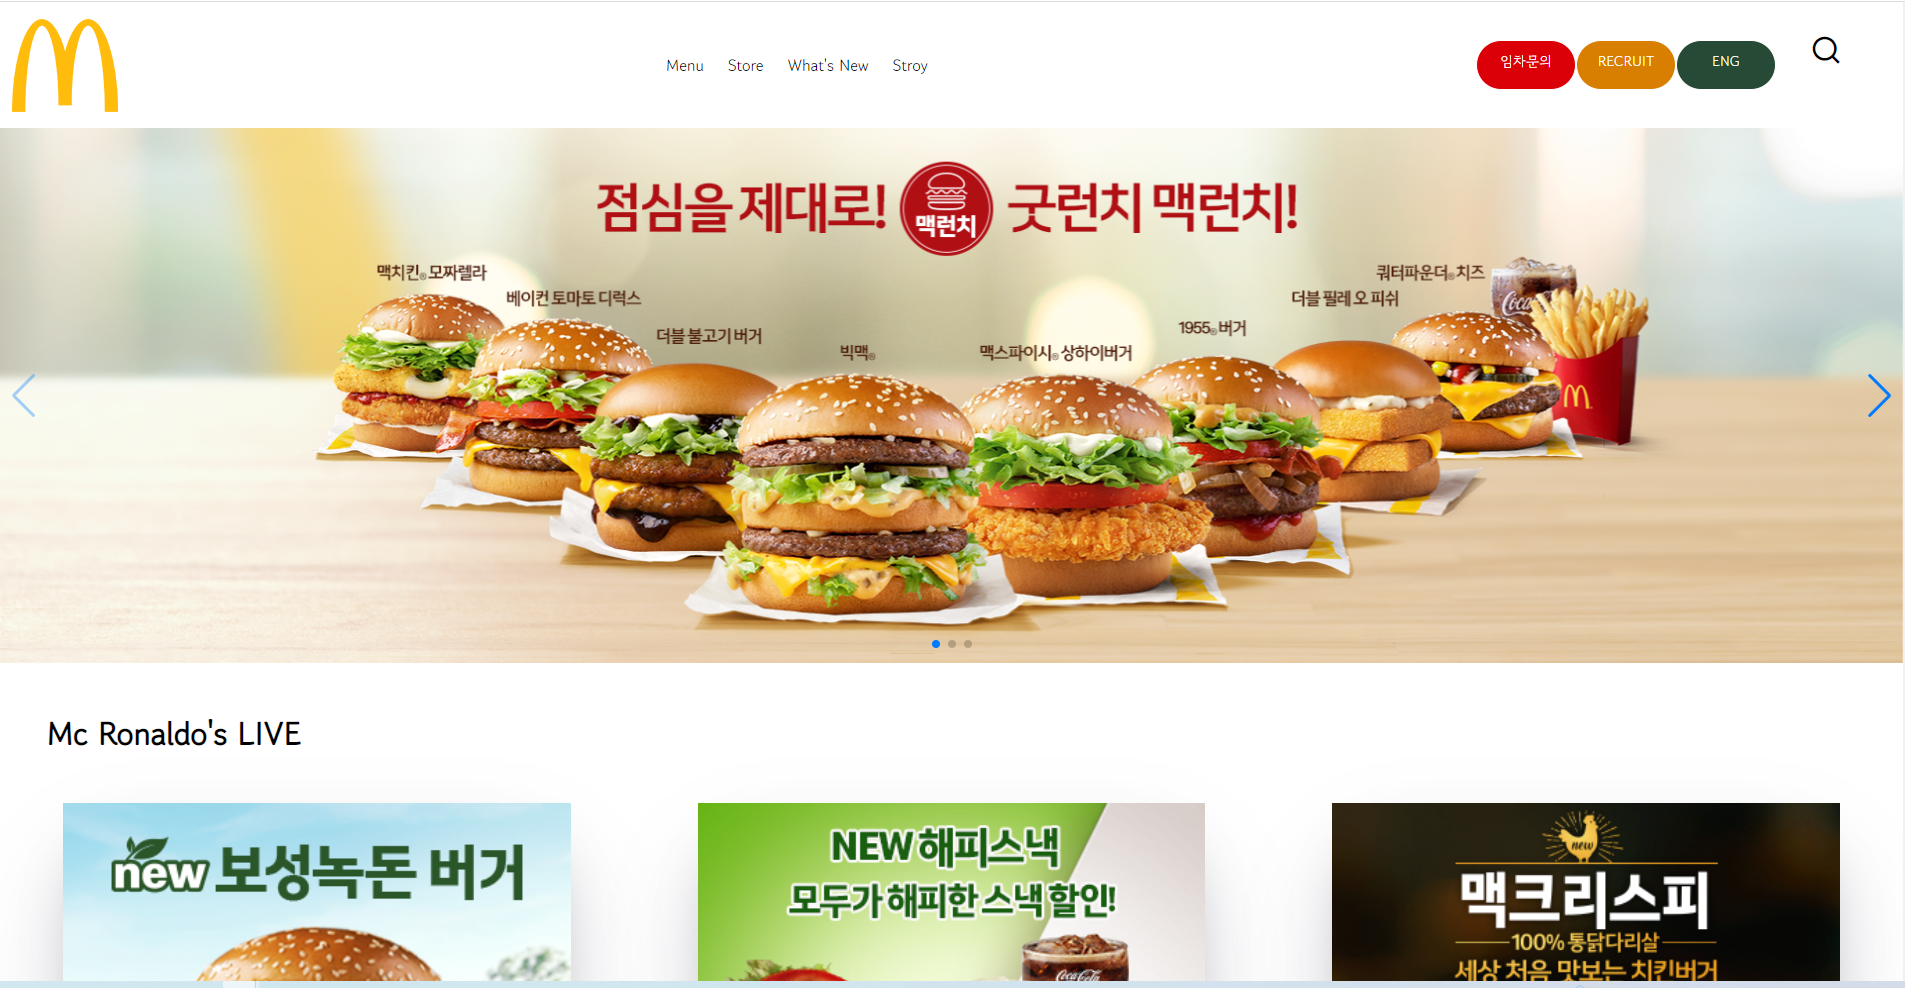 Menu Store What's New Stroy
임차문의 RECRUIT ENG
점심을 제대로! 맥런치 굿런치 맥런치!
맥치킨® 모짜렐라
베이컨 토마토 디럭스
더블 불고기 버거
빅맥®
맥스파이시® 상하이버거
1955® 버거
더블 필레 오 피쉬
쿼터파운더® 치즈
Coca
Mc Ronaldo's LIVE
new 보성녹돈 버거
NEW 해피스낵
모두가 해피한 스낵 할인!
Coca-Cola
new
맥크리스피
100% 통닭다리살
세상 처음 맛보는 치킨버거